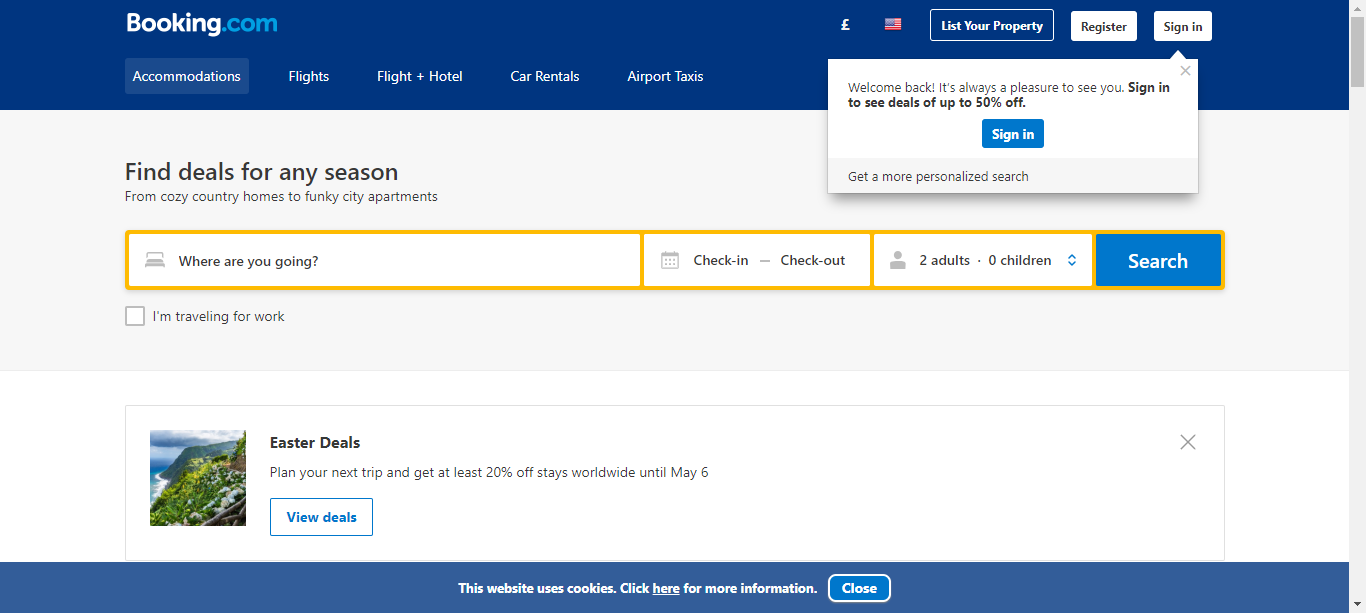 Booking.com
£
List Your Property
Register
Sign in
Accommodations
Flights
Flight + Hotel
Car Rentals
Airport Taxis
Welcome back! It's always a pleasure to see you. Sign in
to see deals of up to 50% off.
Sign in
Get a more personalized search
Find deals for any season
From cozy country homes to funky city apartments
Where are you going?
Check-in — Check-out
2 adults · 0 children
Search
I'm traveling for work
Easter Deals
Plan your next trip and get at least 20% off stays worldwide until May 6
View deals
This website uses cookies. Click here for more information.
Close